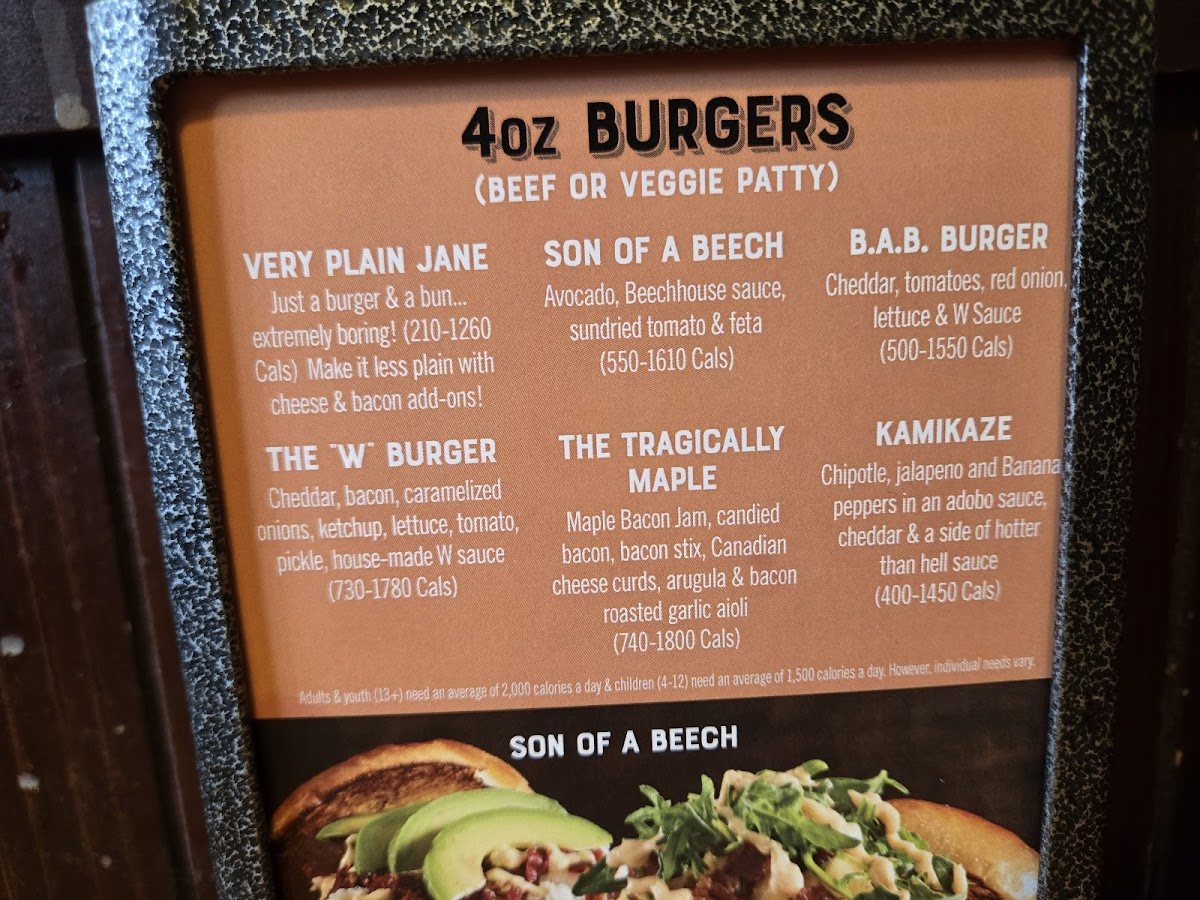 4oz BURGERS
(BEEF OR VEGGIE PATTY)
VERY PLAIN JANE
Just a burger & a bun...
extremely boring! (210-1260
Cals) Make it less plain with
cheese & bacon add-ons!
SON OF A BEECH
Avocado, Beechhouse sauce,
sundried tomato & feta
(550-1610 Cals)
B.A.B. BURGER
Cheddar, tomatoes, red onion,
lettuce & W Sauce
(500-1550 Cals)
THE "W" BURGER
Cheddar, bacon, caramelized
onions, ketchup, lettuce, tomato,
pickle, house-made W sauce
(730-1780 Cals)
THE TRAGICALLY
MAPLE
Maple Bacon Jam, candied
bacon, bacon stix, Canadian
cheese curds, arugula & bacon
roasted garlic aioli
(740-1800 Cals)
KAMIKAZE
Chipotle, jalapeno and Banana
peppers in an adobo sauce,
cheddar & a side of hotter
than hell sauce
(400-1450 Cals)
Adults & youth (13+) need an average of 2,000 calories a day & children (4-12) need an average of 1,500 calories a day. However, individual needs vary.
SON OF A BEECH